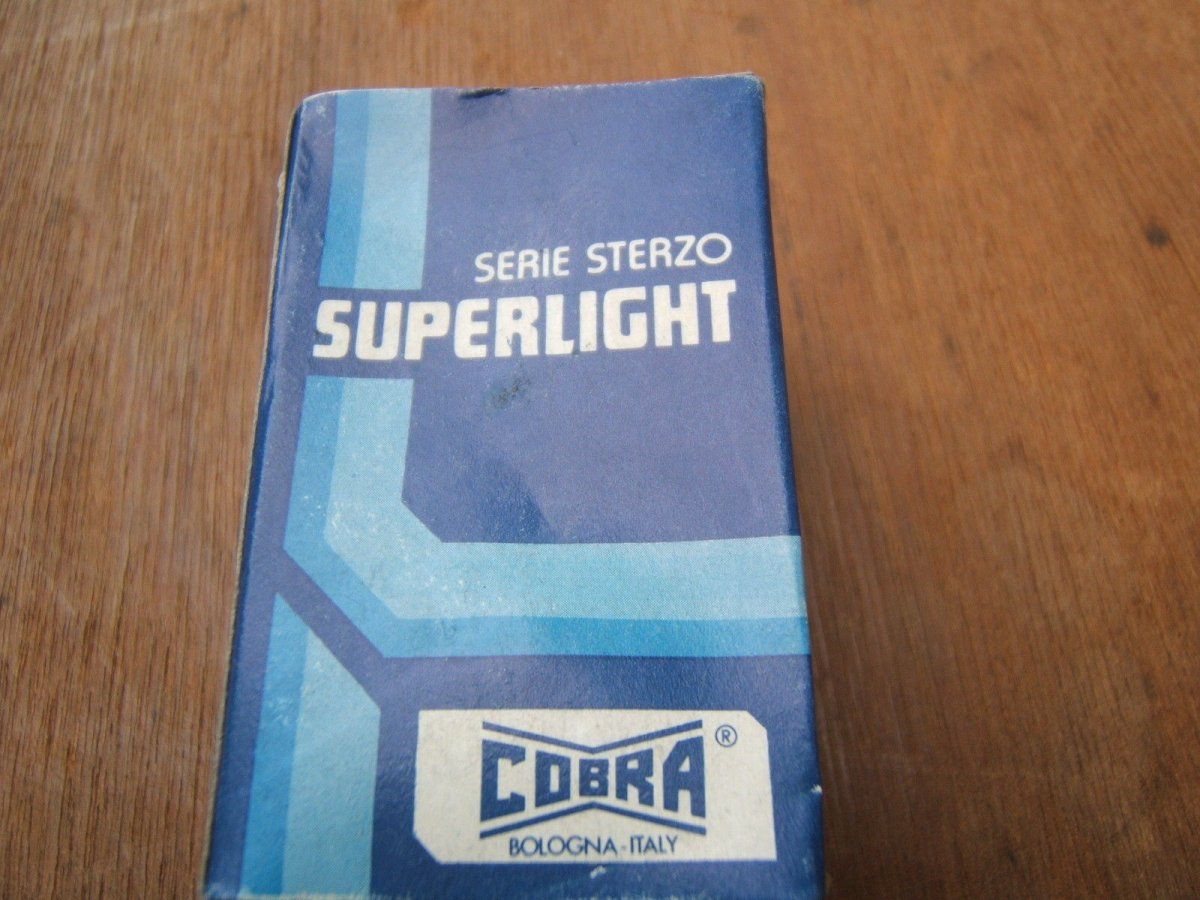 SERIE STERZO
SUPERLIGHT
COBRA ®
BOLOGNA-ITALY